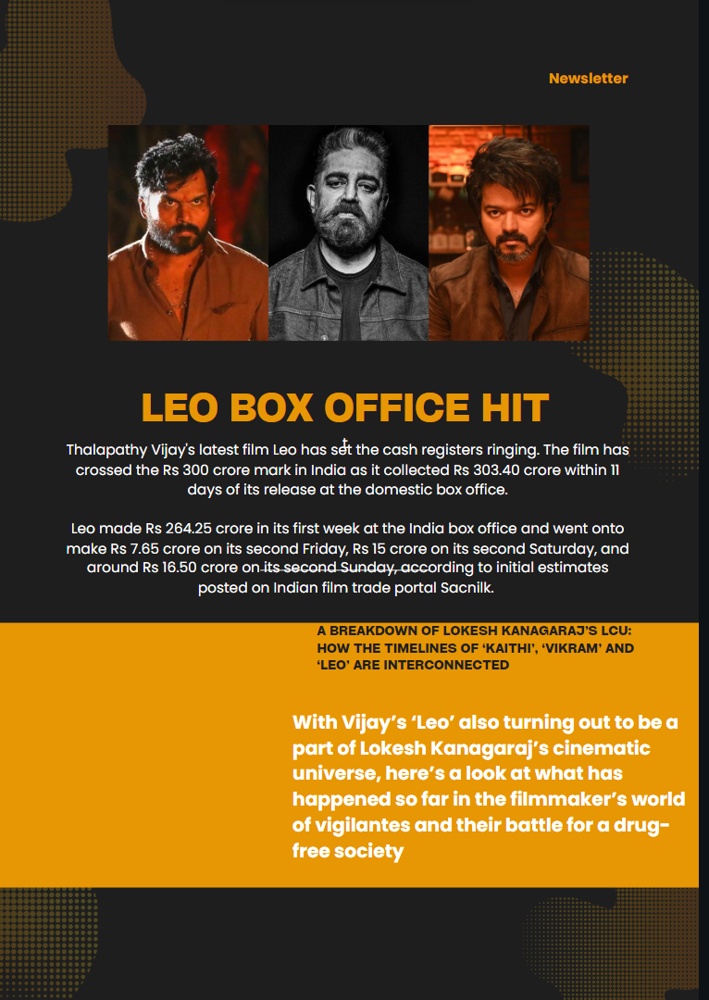 Newsletter
LEO BOX OFFICE HIT
t
Thalapathy Vijay's latest film Leo has set the cash registers ringing. The film has
crossed the Rs 300 crore mark in India as it collected Rs 303.40 crore within 11
days of its release at the domestic box office.
Leo made Rs 264.25 crore in its first week at the India box office and went onto
make Rs 7.65 crore on its second Friday, Rs 15 crore on its second Saturday, and
around Rs 16.50 crore on its second Sunday, according to initial estimates
posted on Indian film trade portal Sacnilk.
A BREAKDOWN OF LOKESH KANAGARAJ’S LCU:
HOW THE TIMELINES OF ‘KAITHI’, ‘VIKRAM’ AND
‘LEO’ ARE INTERCONNECTED
With Vijay’s ‘Leo’ also turning out to be a
part of Lokesh Kanagaraj’s cinematic
universe, here’s a look at what has
happened so far in the filmmaker’s world
of vigilantes and their battle for a drug-
free society